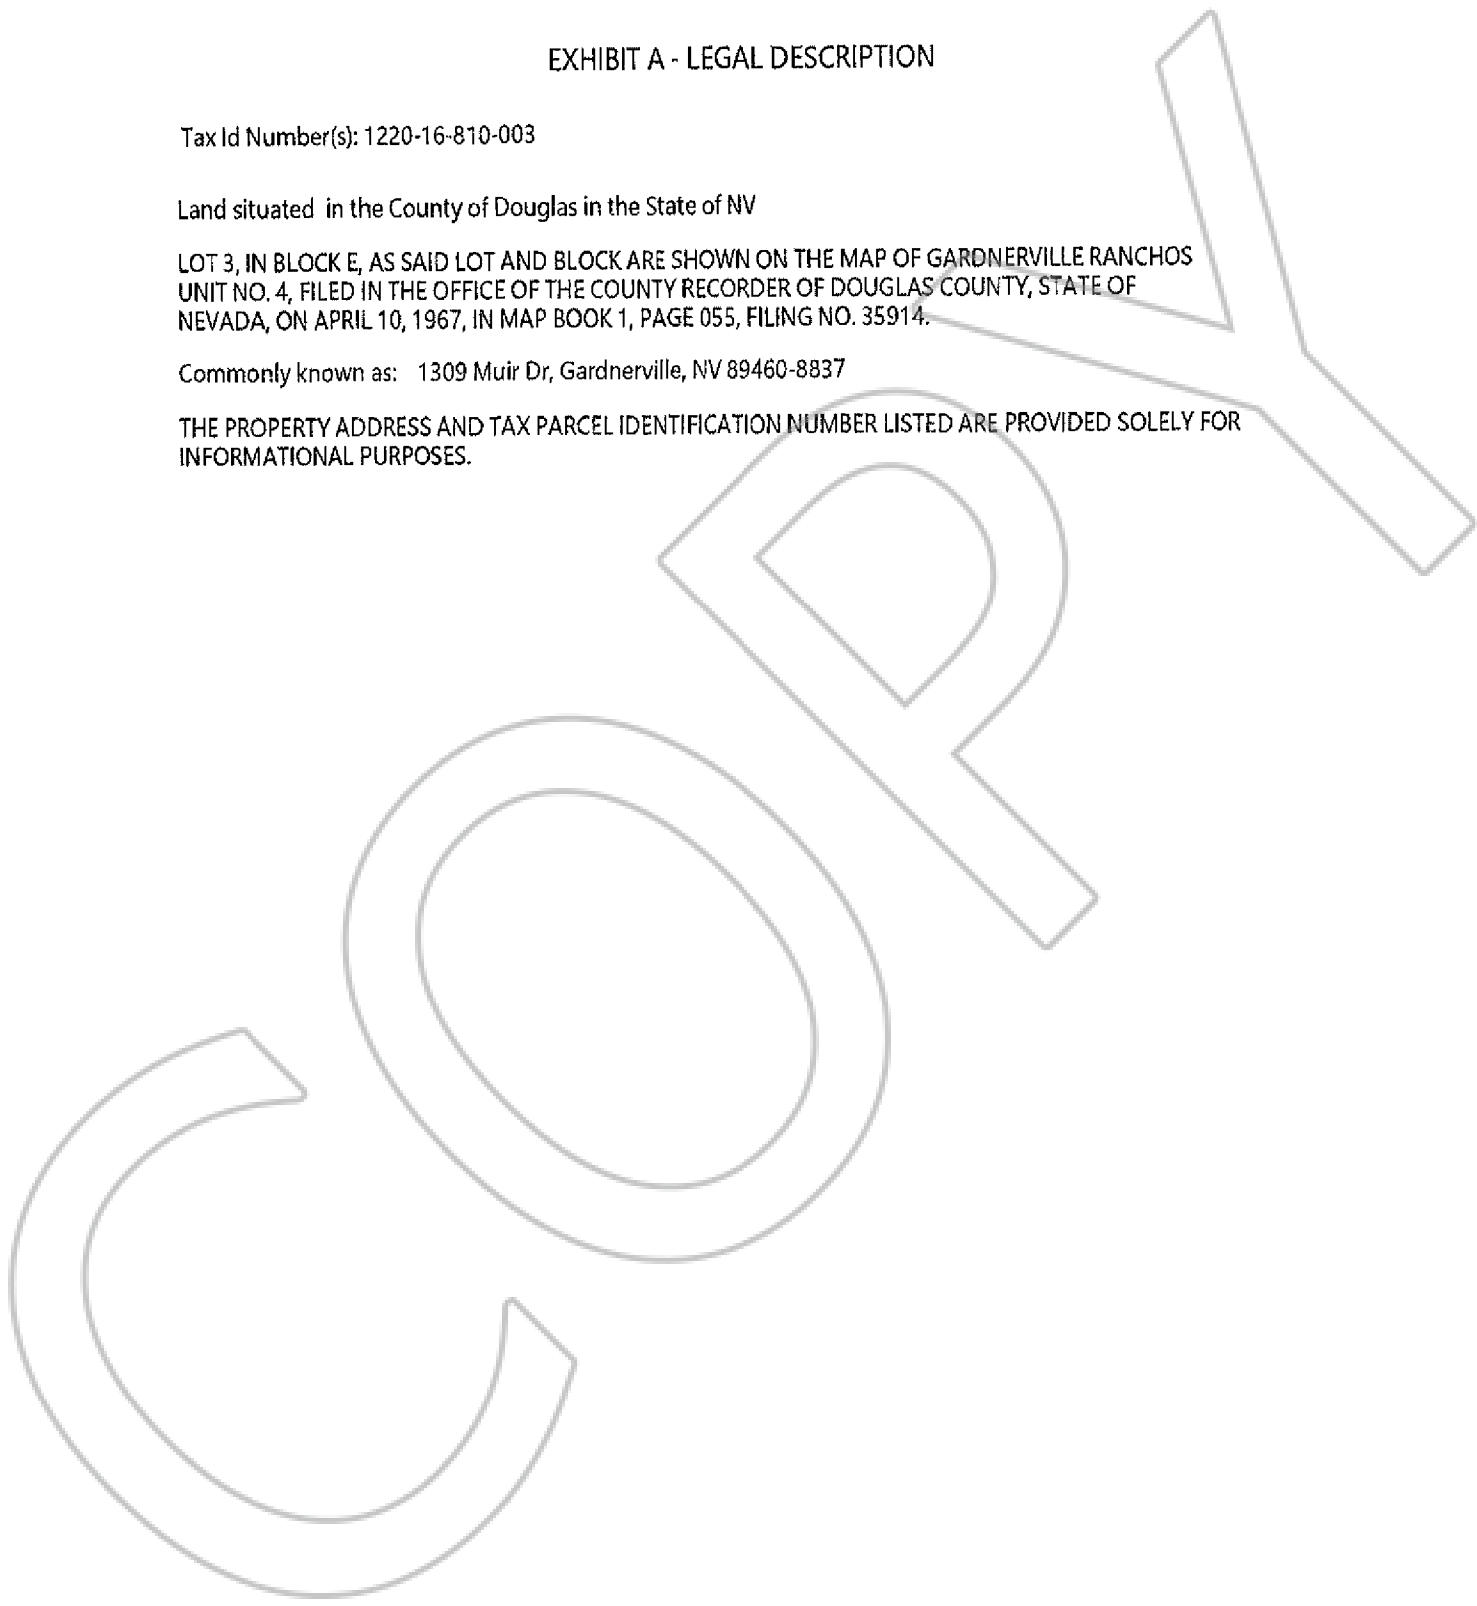 EXHIBIT A - LEGAL DESCRIPTION
Tax Id Number(s): 1220-16-810-003
Land situated in the County of Douglas in the State of NV
LOT 3, IN BLOCK E, AS SAID LOT AND BLOCK ARE SHOWN ON THE MAP OF GARDNERVILLE RANCHOS
UNIT NO. 4, FILED IN THE OFFICE OF THE COUNTY RECORDER OF DOUGLAS COUNTY, STATE OF
NEVADA, ON APRIL 10, 1967, IN MAP BOOK 1, PAGE 055, FILING NO. 35914.
Commonly known as: 1309 Muir Dr, Gardnerville, NV 89460-8837
THE PROPERTY ADDRESS AND TAX PARCEL IDENTIFICATION NUMBER LISTED ARE PROVIDED SOLELY FOR
INFORMATIONAL PURPOSES.
COPY